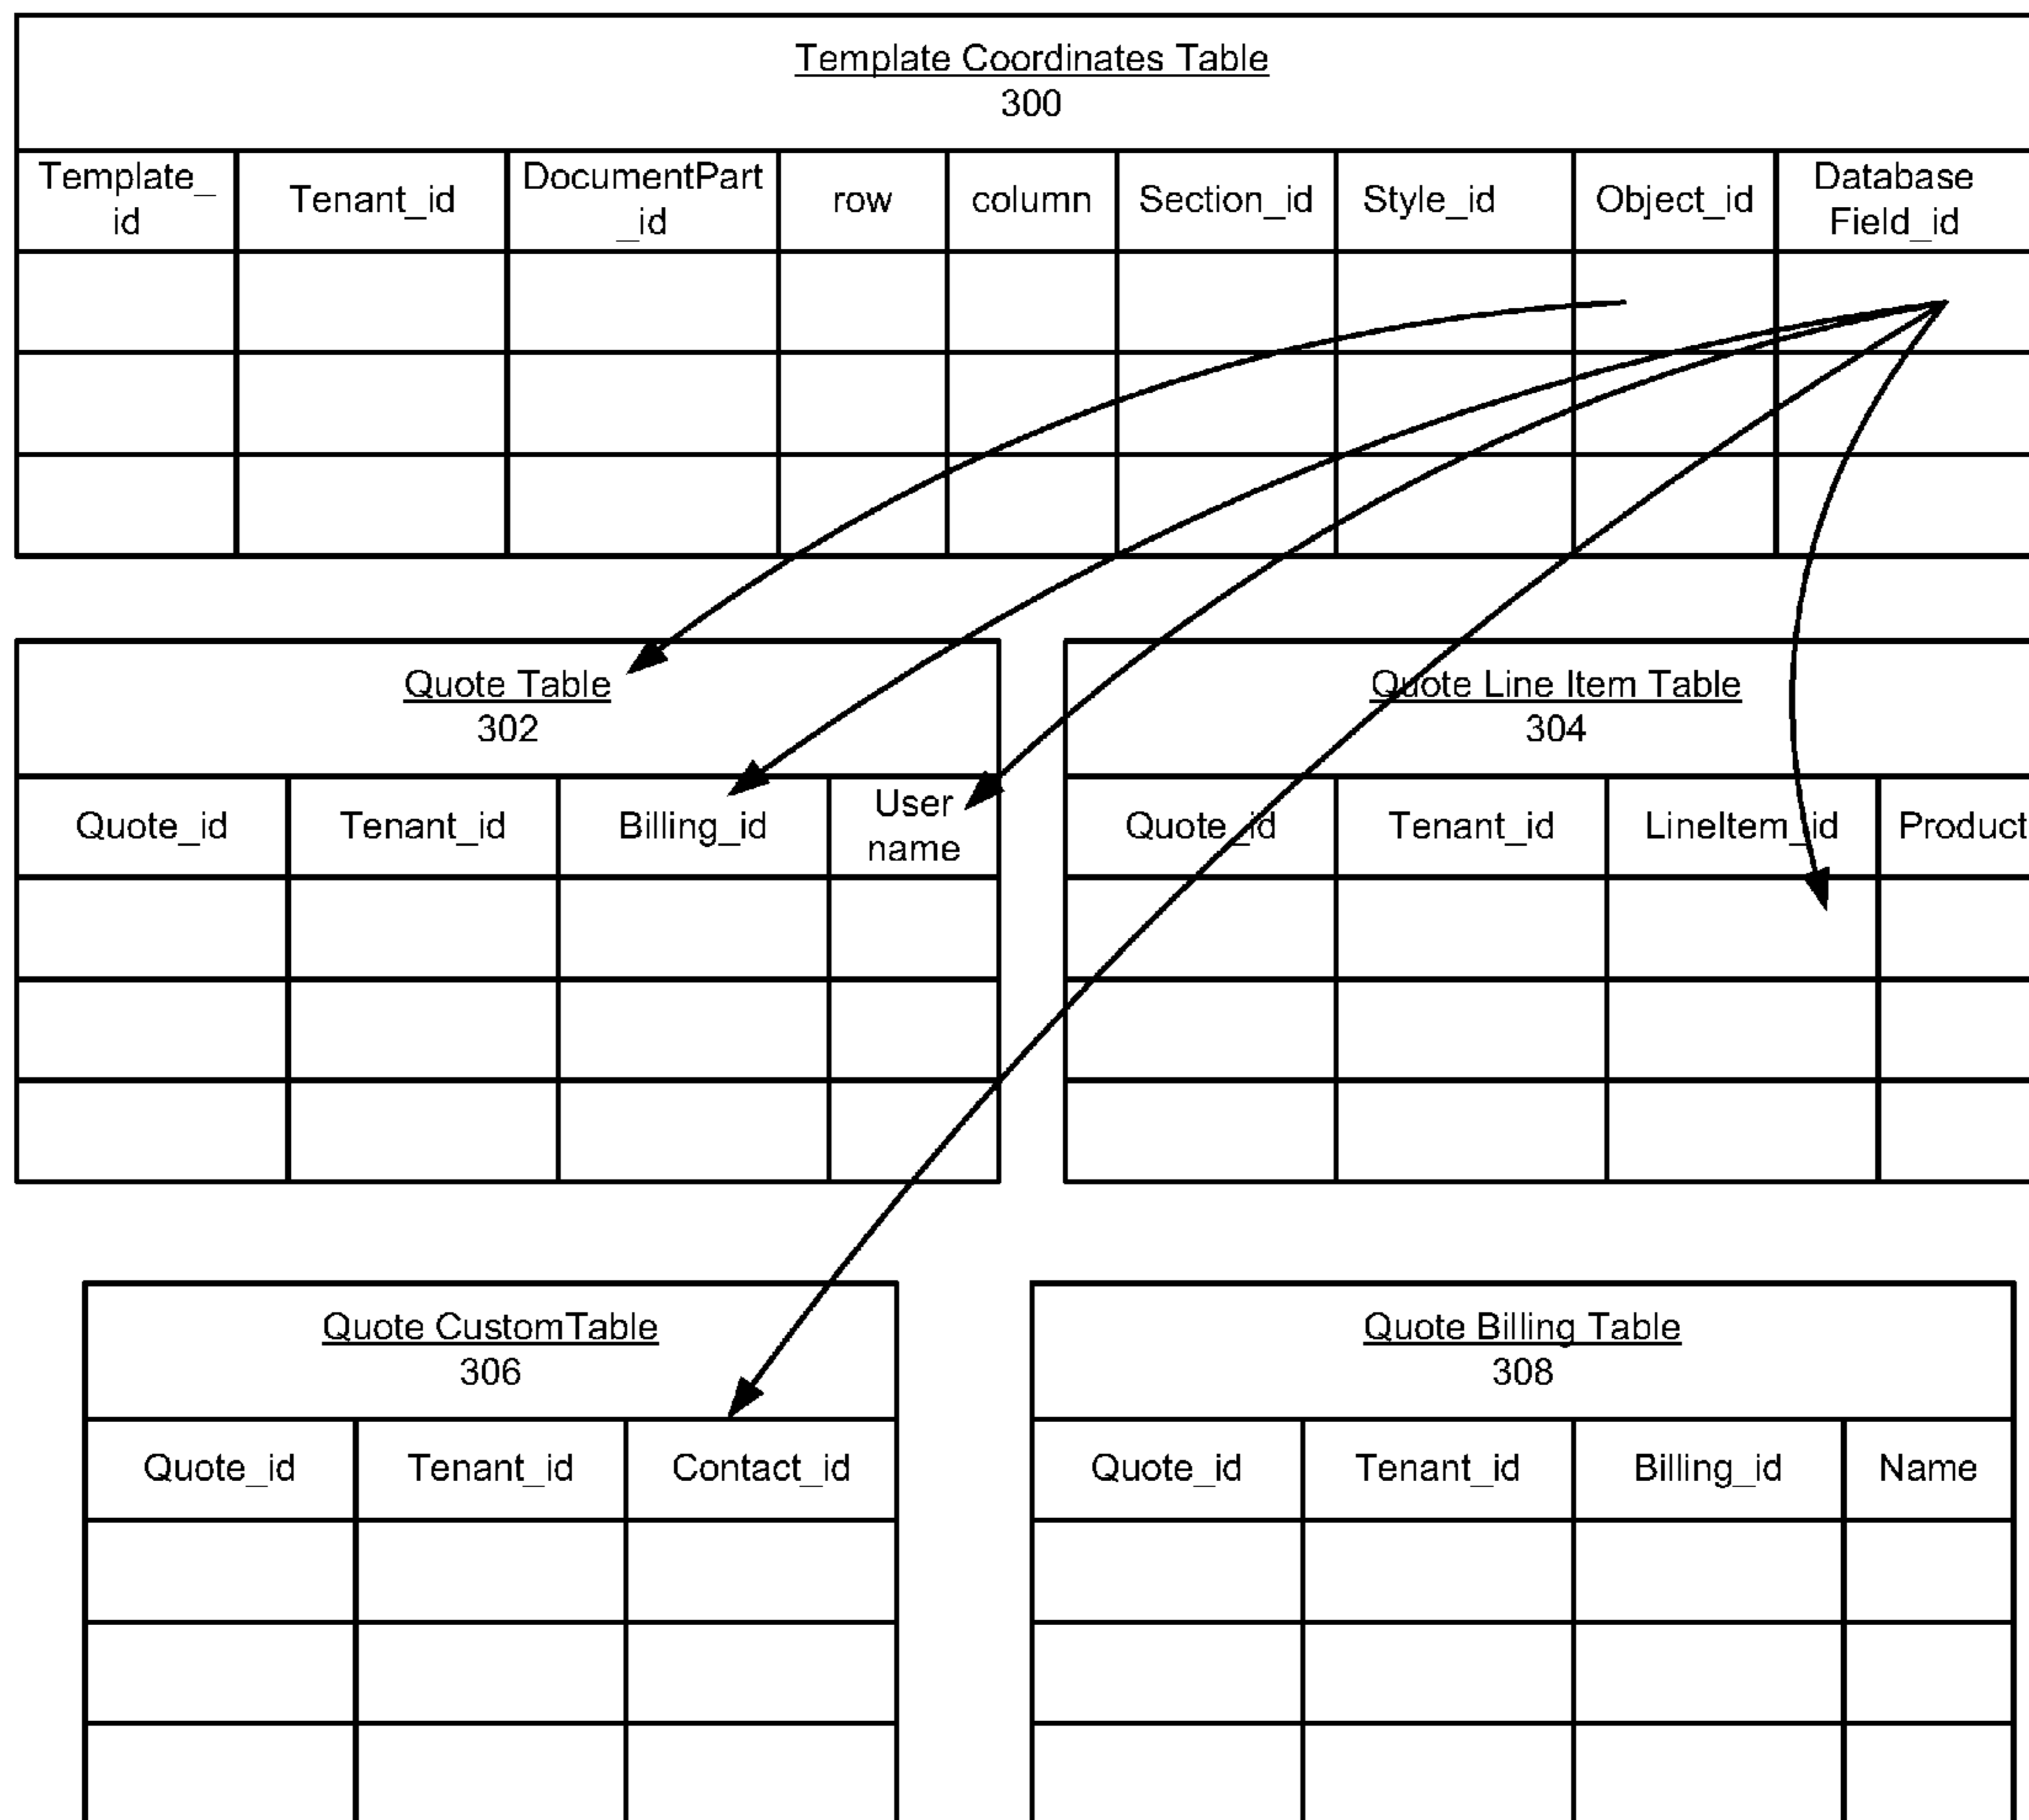 Template Coordinates Table
300
Template_
id
Tenant_id
DocumentPart
_id
row
column
Section_id
Style_id
Object_id
Database
Field_id
Quote Table
302
Quote_id
Tenant_id
Billing_id
User
name
Quote Line Item Table
304
Quote_id
Tenant_id
LineItem_id
Product
Quote CustomTable
306
Quote_id
Tenant_id
Contact_id
Quote Billing Table
308
Quote_id
Tenant_id
Billing_id
Name